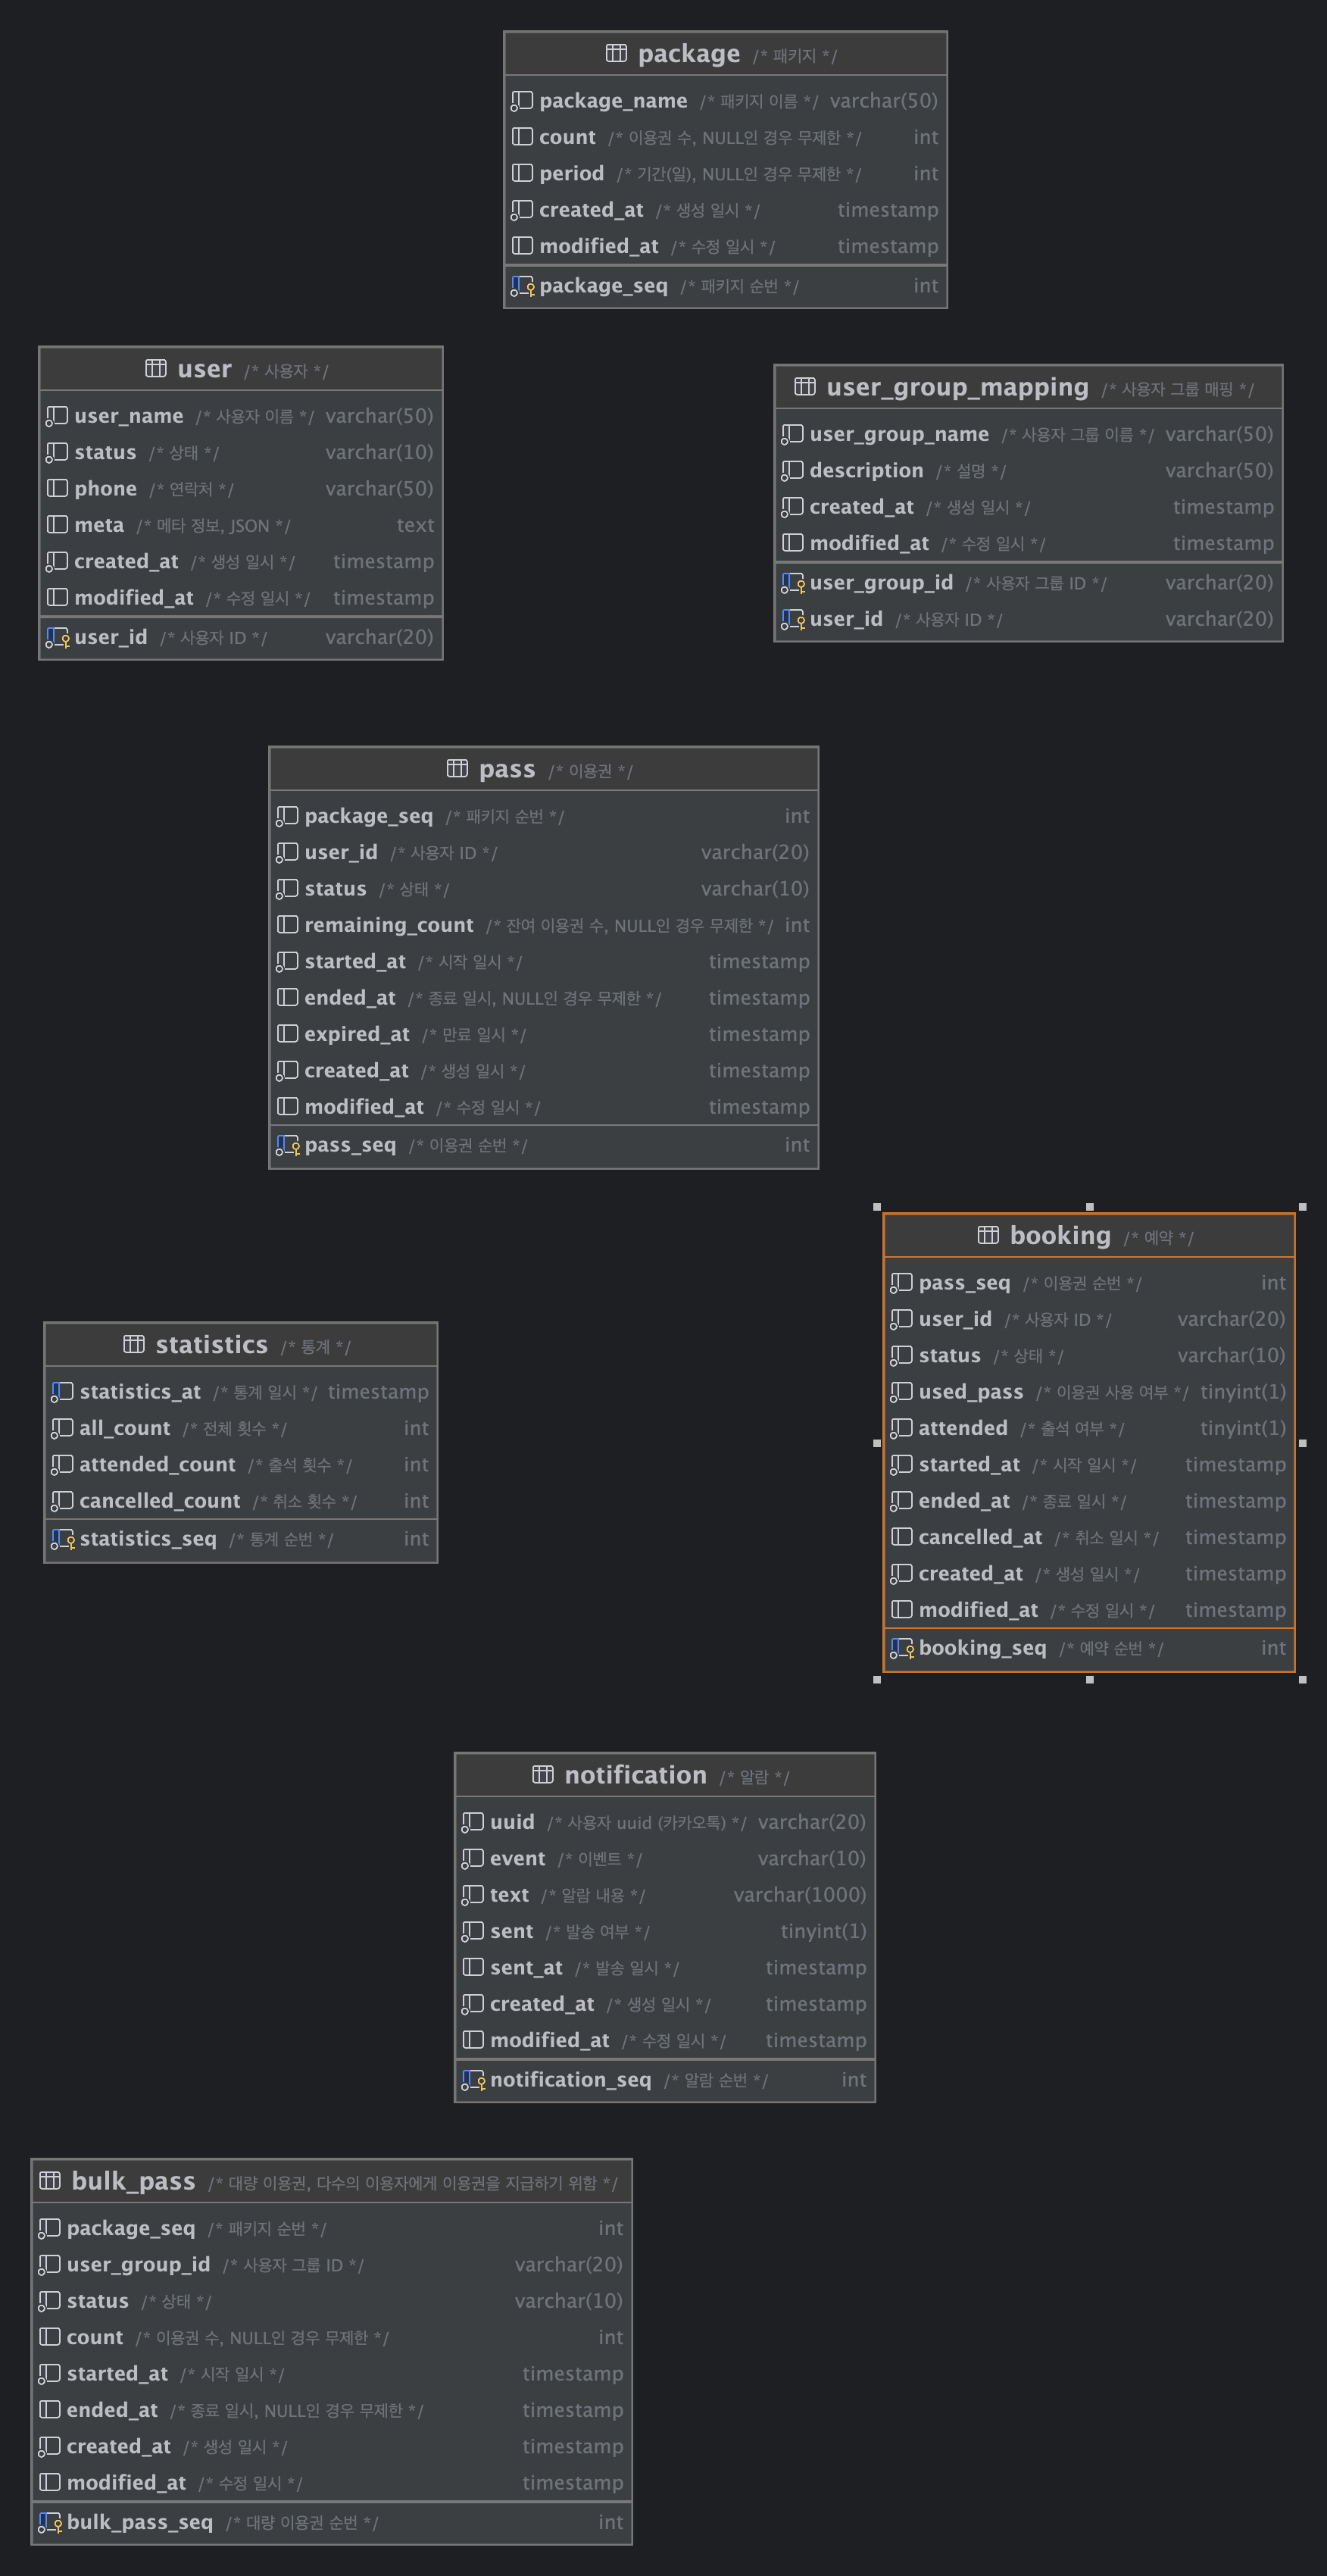 package /* 패키지 */
package_name /* 패키지 이름 */ varchar(50)
count /* 이용권 수, NULL인 경우 무제한 */ int
period /* 기간(일), NULL인 경우 무제한 */ int
created_at /* 생성 일시 */ timestamp
modified_at /* 수정 일시 */ timestamp
package_seq /* 패키지 순번 */ int
user /* 사용자 */
user_name /* 사용자 이름 */ varchar(50)
status /* 상태 */ varchar(10)
phone /* 연락처 */ varchar(50)
meta /* 메타 정보, JSON */ text
created_at /* 생성 일시 */ timestamp
modified_at /* 수정 일시 */ timestamp
user_id /* 사용자 ID */ varchar(20)
user_group_mapping /* 사용자 그룹 매핑 */
user_group_name /* 사용자 그룹 이름 */ varchar(50)
description /* 설명 */ varchar(50)
created_at /* 생성 일시 */ timestamp
modified_at /* 수정 일시 */ timestamp
user_group_id /* 사용자 그룹 ID */ varchar(20)
user_id /* 사용자 ID */ varchar(20)
pass /* 이용권 */
package_seq /* 패키지 순번 */ int
user_id /* 사용자 ID */ varchar(20)
status /* 상태 */ varchar(10)
remaining_count /* 잔여 이용권 수, NULL인 경우 무제한 */ int
started_at /* 시작 일시 */ timestamp
ended_at /* 종료 일시, NULL인 경우 무제한 */ timestamp
expired_at /* 만료 일시 */ timestamp
created_at /* 생성 일시 */ timestamp
modified_at /* 수정 일시 */ timestamp
pass_seq /* 이용권 순번 */ int
booking /* 예약 */
pass_seq /* 이용권 순번 */ int
user_id /* 사용자 ID */ varchar(20)
status /* 상태 */ varchar(10)
used_pass /* 이용권 사용 여부 */ tinyint(1)
attended /* 출석 여부 */ tinyint(1)
started_at /* 시작 일시 */ timestamp
ended_at /* 종료 일시 */ timestamp
cancelled_at /* 취소 일시 */ timestamp
created_at /* 생성 일시 */ timestamp
modified_at /* 수정 일시 */ timestamp
booking_seq /* 예약 순번 */ int
statistics /* 통계 */
statistics_at /* 통계 일시 */ timestamp
all_count /* 전체 횟수 */ int
attended_count /* 출석 횟수 */ int
cancelled_count /* 취소 횟수 */ int
statistics_seq /* 통계 순번 */ int
notification /* 알람 */
uuid /* 사용자 uuid (카카오톡) */ varchar(20)
event /* 이벤트 */ varchar(10)
text /* 알람 내용 */ varchar(1000)
sent /* 발송 여부 */ tinyint(1)
sent_at /* 발송 일시 */ timestamp
created_at /* 생성 일시 */ timestamp
modified_at /* 수정 일시 */ timestamp
notification_seq /* 알람 순번 */ int
bulk_pass /* 대량 이용권, 다수의 이용자에게 이용권을 지급하기 위함 */
package_seq /* 패키지 순번 */ int
user_group_id /* 사용자 그룹 ID */ varchar(20)
status /* 상태 */ varchar(10)
count /* 이용권 수, NULL인 경우 무제한 */ int
started_at /* 시작 일시 */ timestamp
ended_at /* 종료 일시, NULL인 경우 무제한 */ timestamp
created_at /* 생성 일시 */ timestamp
modified_at /* 수정 일시 */ timestamp
bulk_pass_seq /* 대량 이용권 순번 */ int